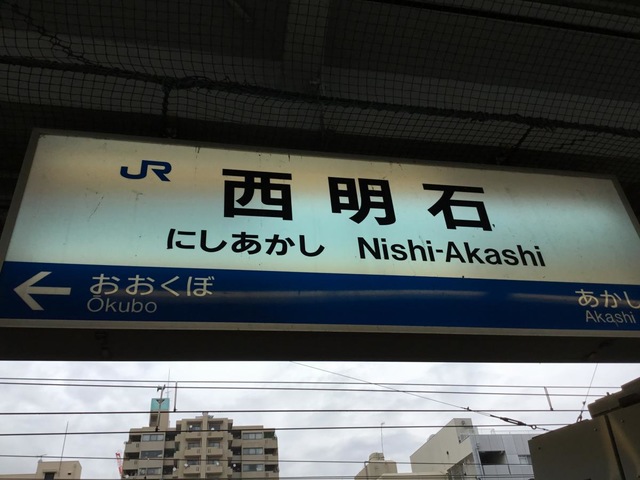 JR 西明石
にしあかし Nishi-Akashi
← おおくぼ あかし
Ōkubo Akashi